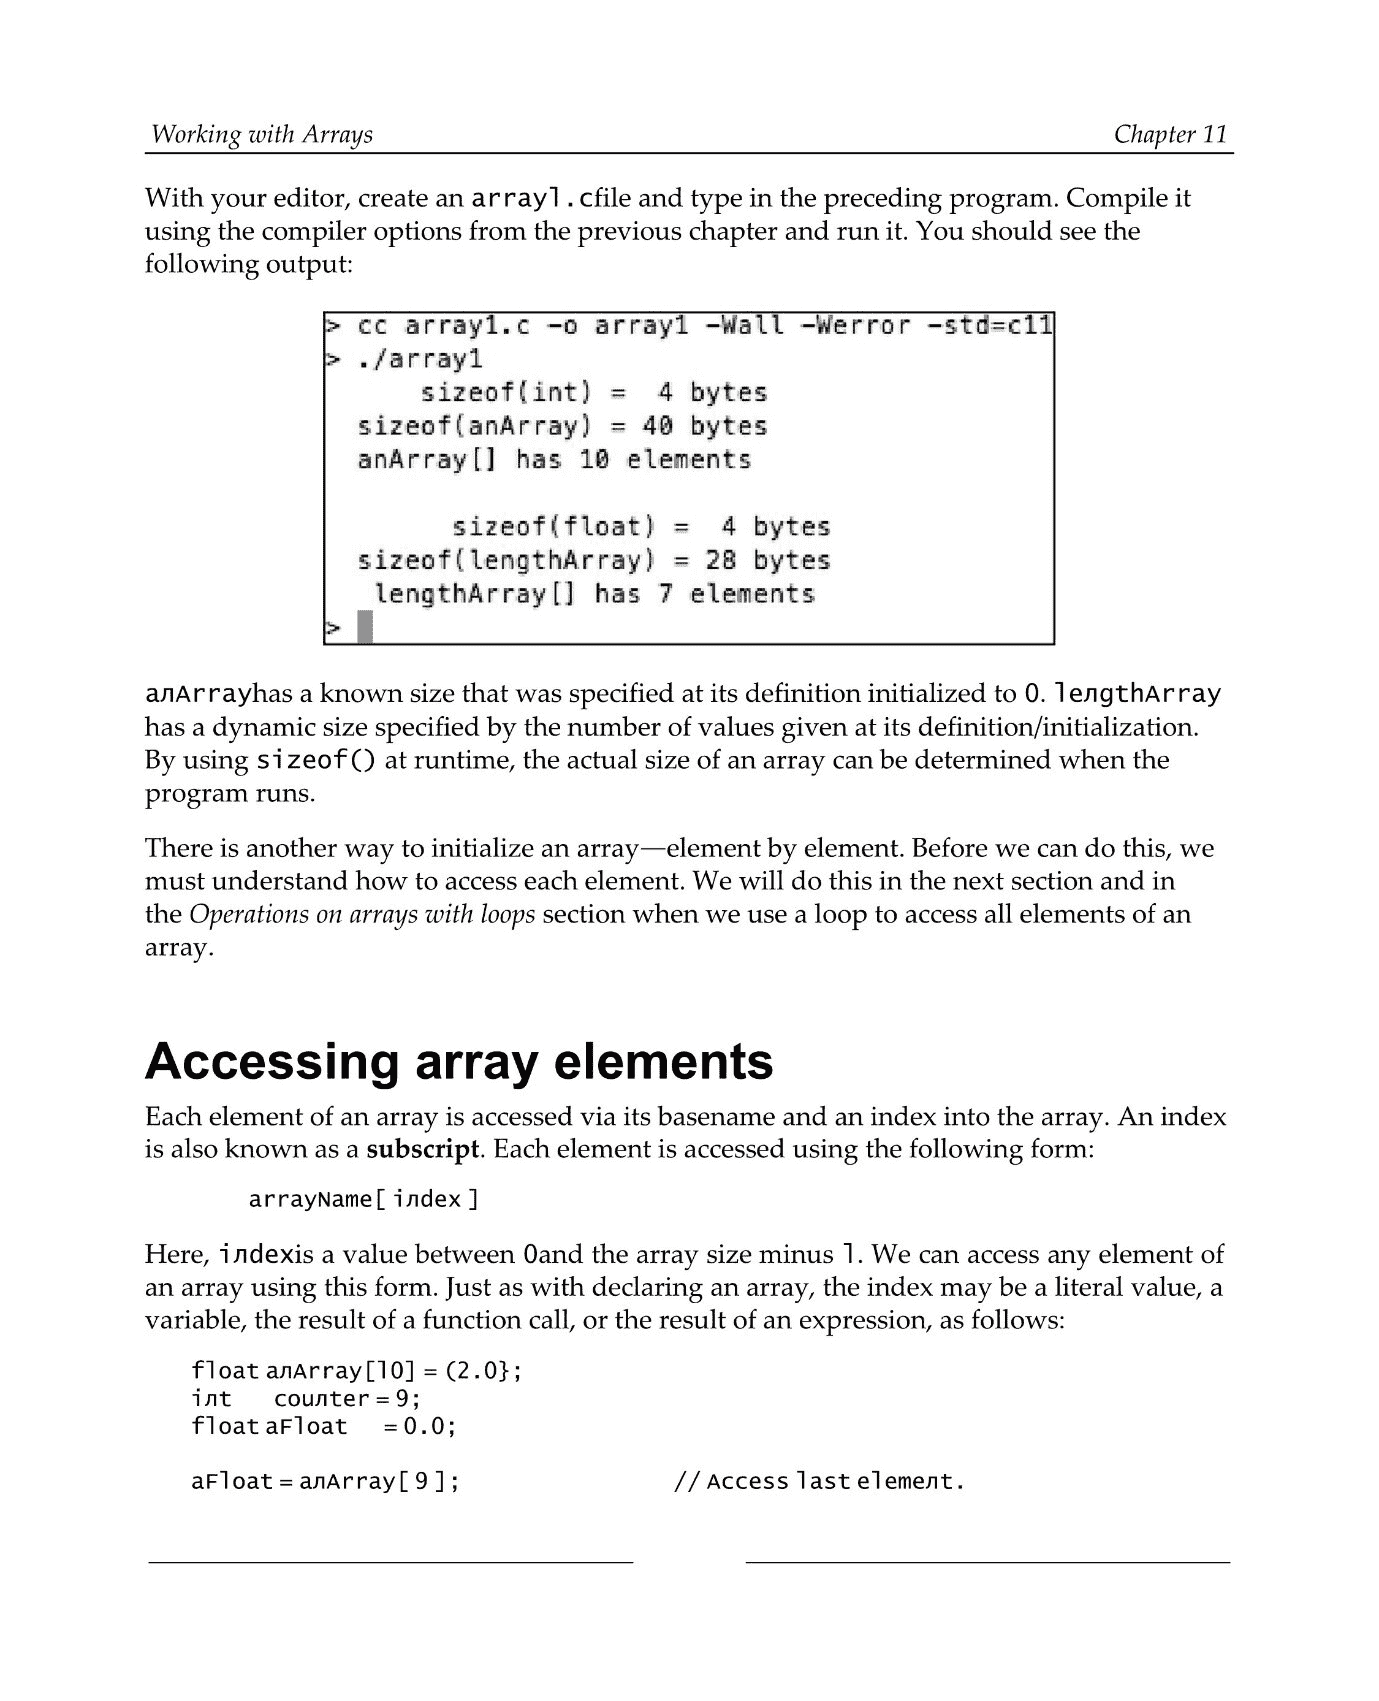 Working with Arrays Chapter 11
With your editor, create an array1.cfile and type in the preceding program. Compile it
using the compiler options from the previous chapter and run it. You should see the
following output:
> cc array1.c -o array1 -Wall -Werror -std=c11
> ./array1
sizeof(int) = 4 bytes
sizeof(anArray) = 40 bytes
anArray[] has 10 elements
sizeof(float) = 4 bytes
sizeof(lengthArray) = 28 bytes
lengthArray[] has 7 elements
>
anArrayhas a known size that was specified at its definition initialized to 0. lengthArray
has a dynamic size specified by the number of values given at its definition/initialization.
By using sizeof() at runtime, the actual size of an array can be determined when the
program runs.
There is another way to initialize an array—element by element. Before we can do this, we
must understand how to access each element. We will do this in the next section and in
the Operations on arrays with loops section when we use a loop to access all elements of an
array.
Accessing array elements
Each element of an array is accessed via its basename and an index into the array. An index
is also known as a subscript. Each element is accessed using the following form:
arrayName[ index ]
Here, indexis a value between 0and the array size minus 1. We can access any element of
an array using this form. Just as with declaring an array, the index may be a literal value, a
variable, the result of a function call, or the result of an expression, as follows:
float anArray[10] = (2.0};
int counter = 9;
float aFloat = 0.0;
aFloat = anArray[ 9 ]; // Access last element.